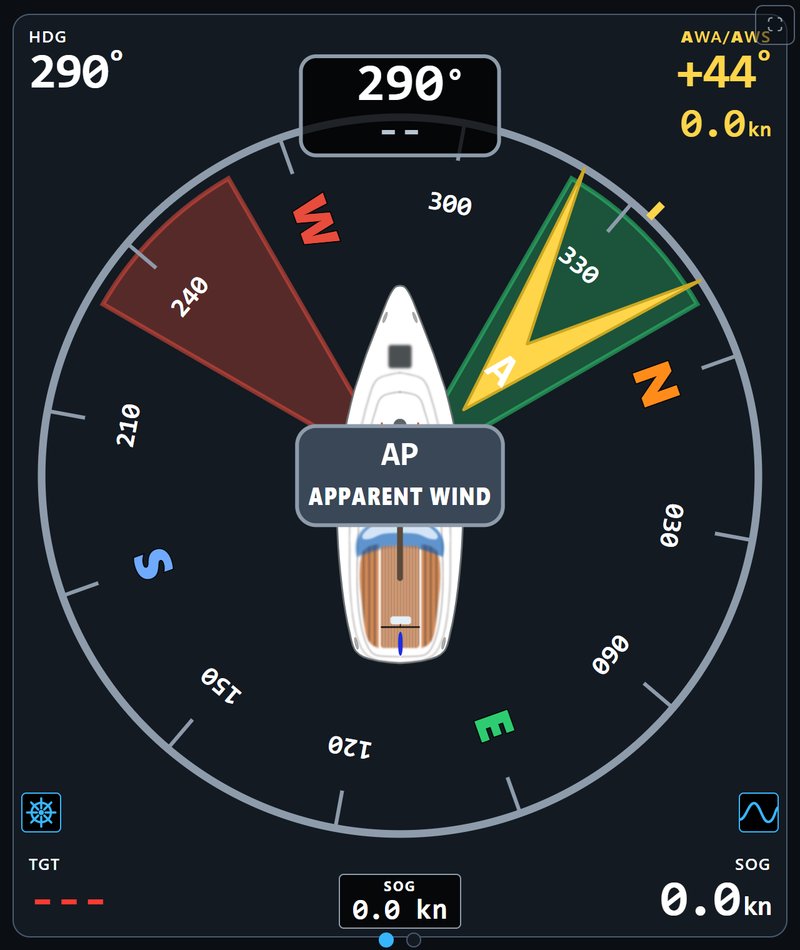 HDG
290°
290°
--
AWA/AWS
+44°
0.0kn
W
300
330
240
A
N
210
AP
APPARENT WIND
030
S
060
150
E
120
TGT
---
SOG
0.0 kn
SOG
0.0kn